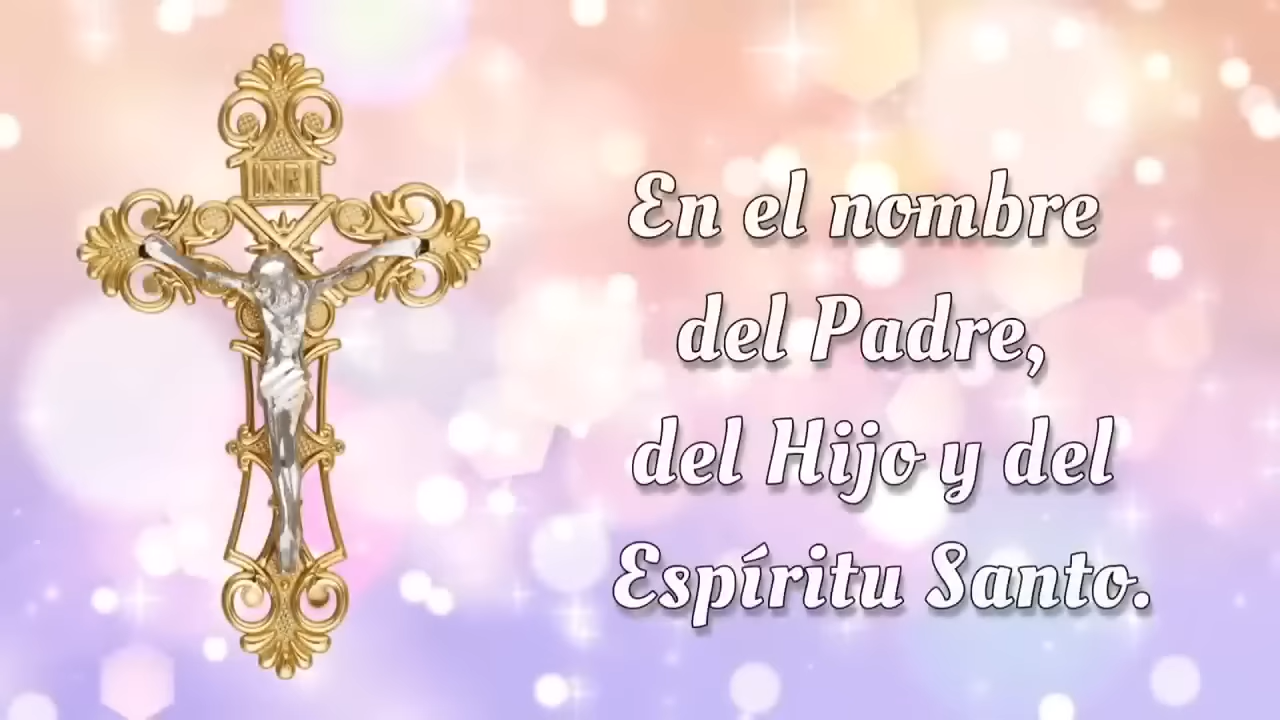 INRI
En el nombre
del Padre,
del Hijo y del
Espíritu Santo.